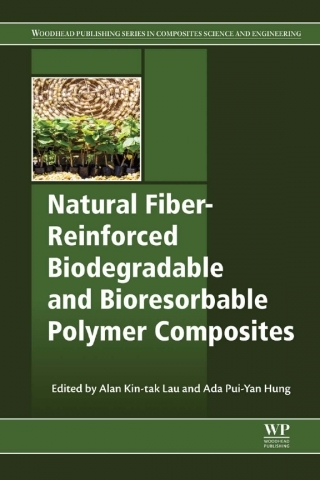 WOODHEAD PUBLISHING SERIES IN COMPOSITES SCIENCE AND ENGINEERING
Natural Fiber-
Reinforced
Biodegradable
and Bioresorbable
Polymer Composites
Edited by Alan Kin-tak Lau and Ada Pui-Yan Hung
WP
WOODHEAD
PUBLISHING